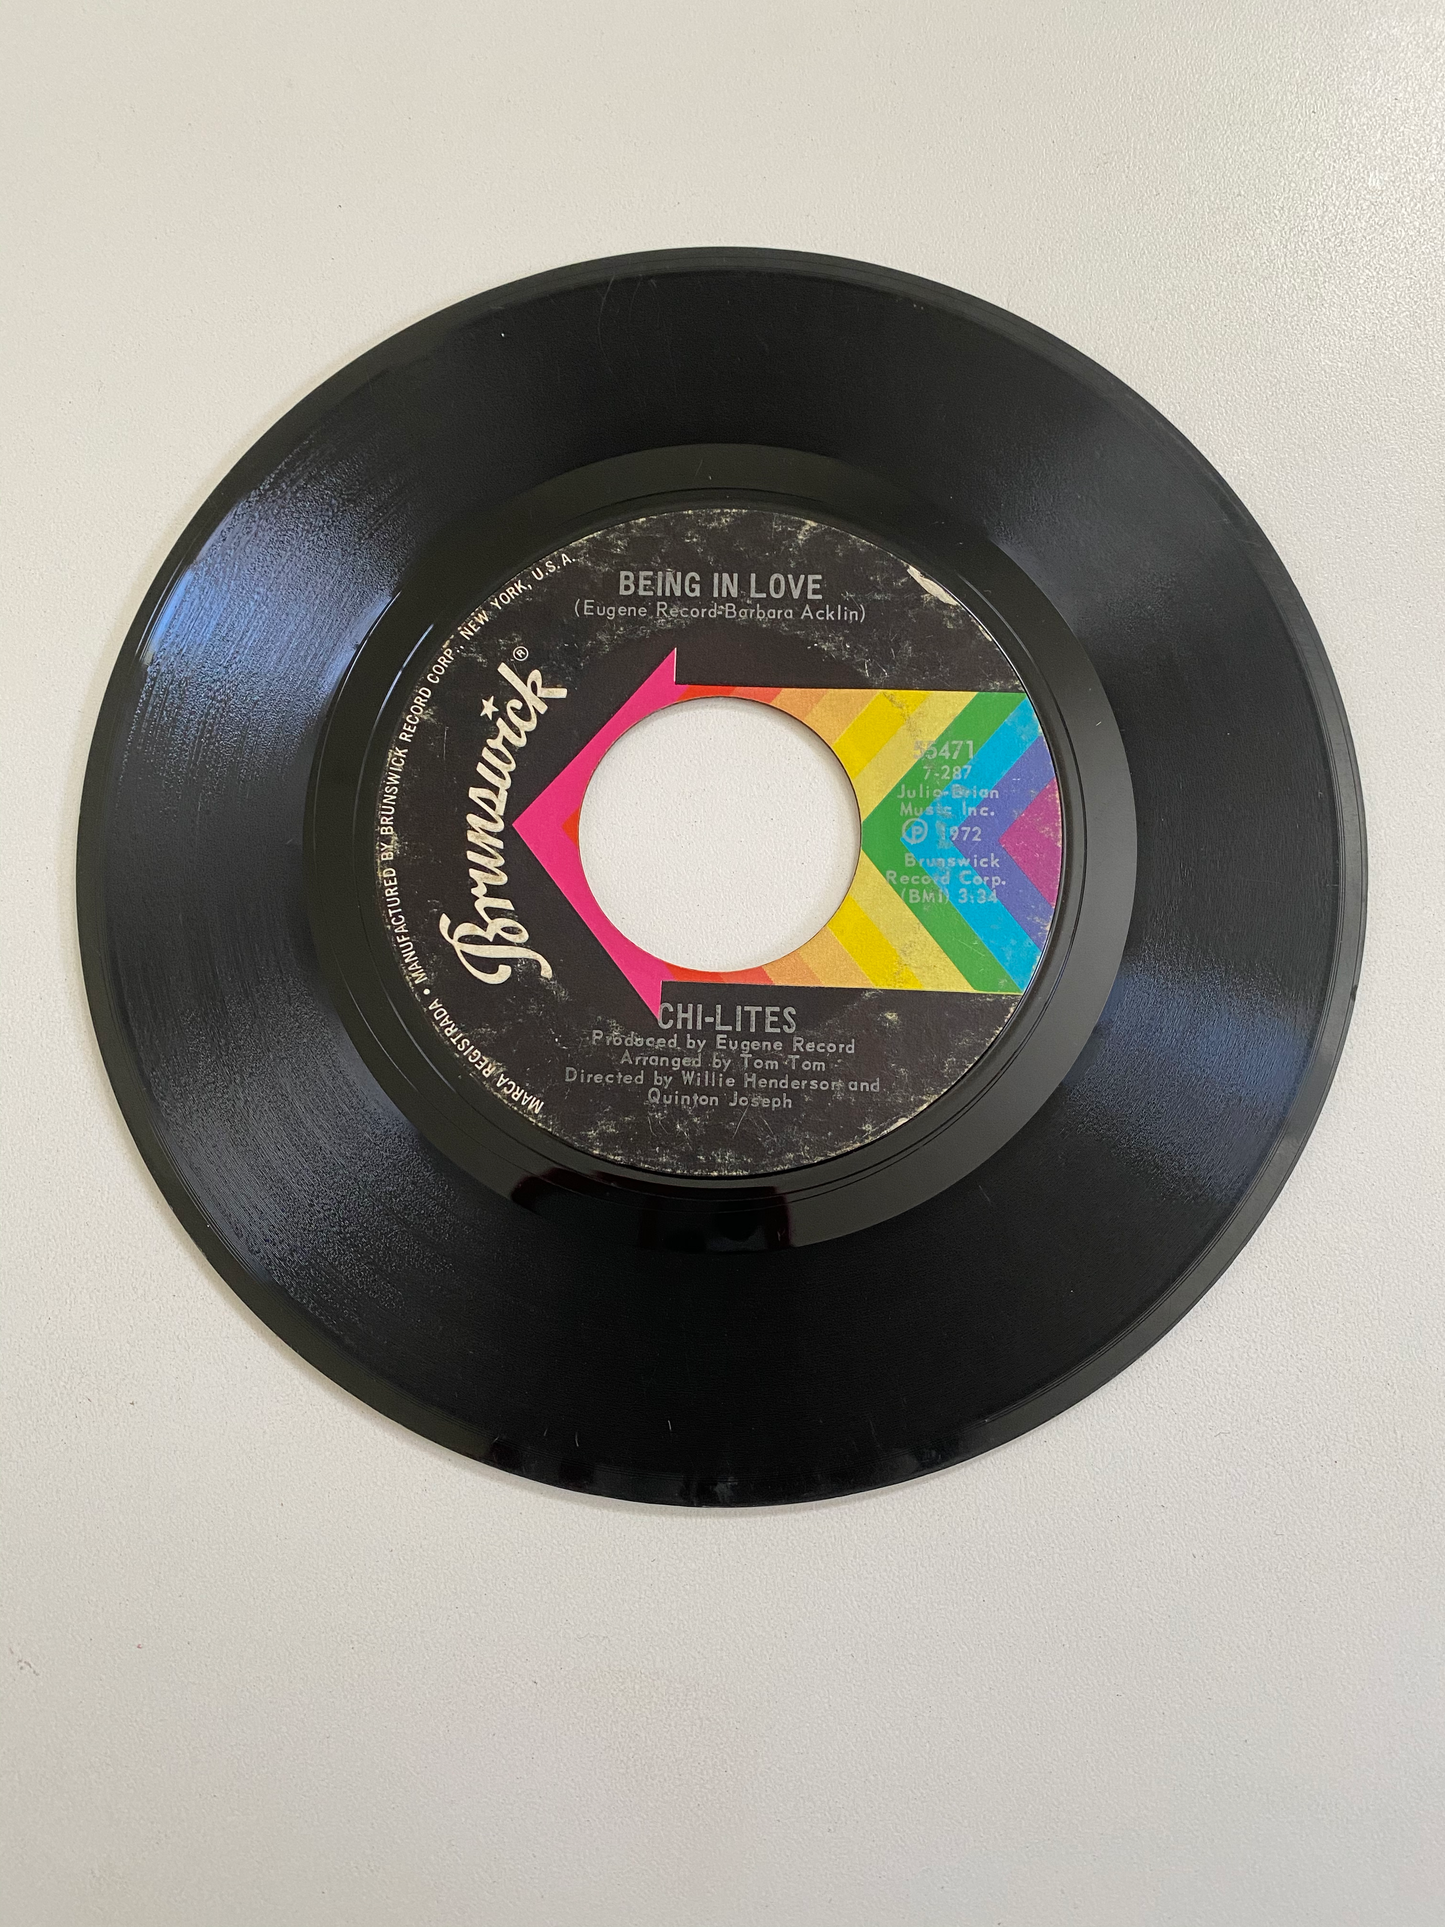 BEING IN LOVE
(Eugene Record-Barbara Acklin)
Brunswick®
MARCA REGISTRADA • MANUFACTURED BY BRUNSWICK RECORD CORP., NEW YORK, U.S.A.
55471
7-287
Julio-Brian
Music Inc.
Ⓟ 1972
Brunswick
Record Corp.
(BMI) 3:34
CHI-LITES
Produced by Eugene Record
Arranged by Tom Tom
Directed by Willie Henderson and
Quinton Joseph